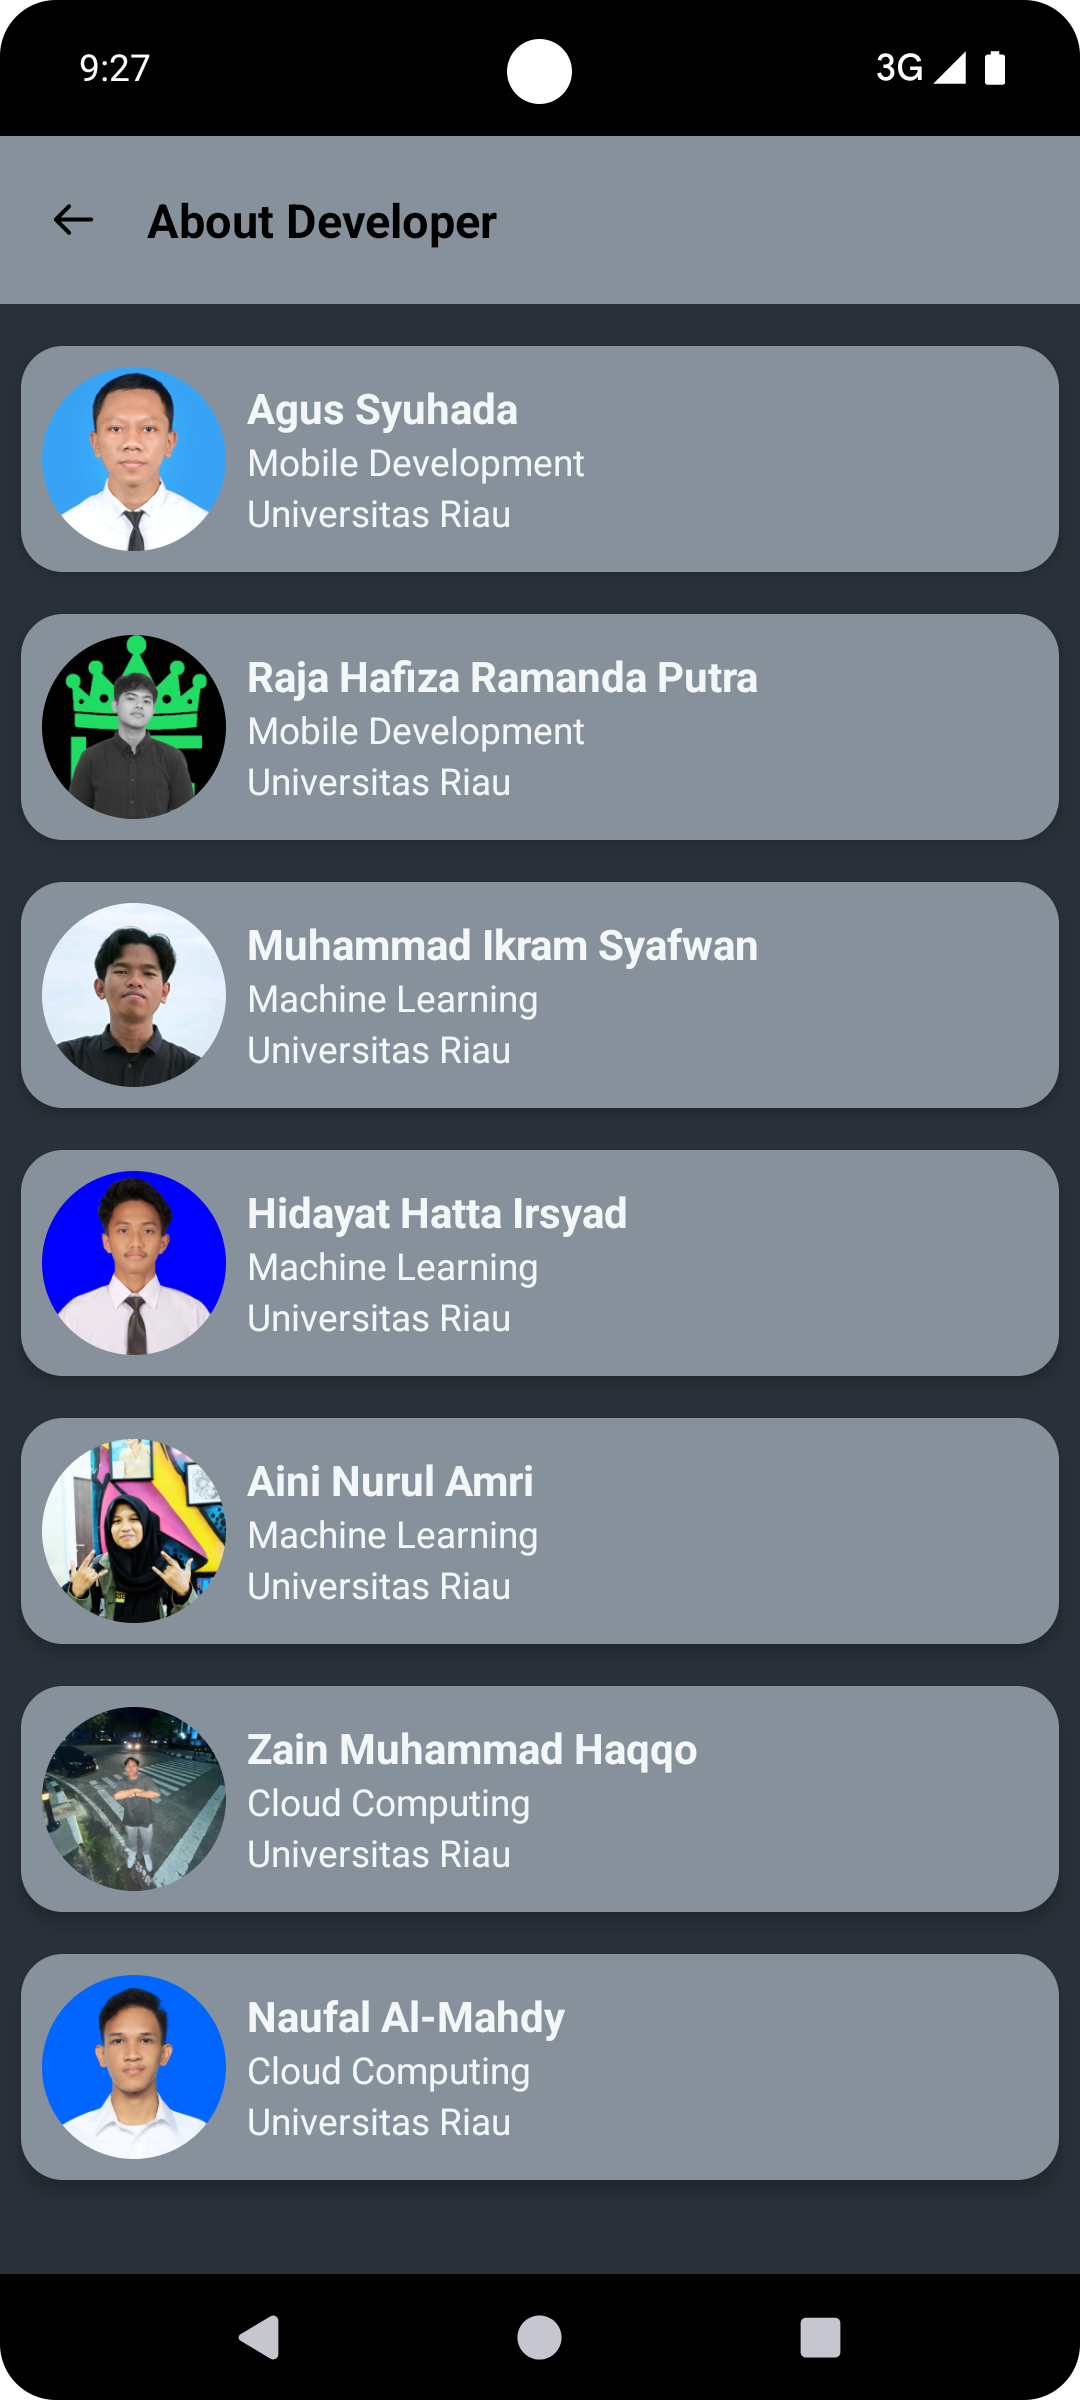 9:27
3G
About Developer
Agus Syuhada
Mobile Development
Universitas Riau
Raja Hafiza Ramanda Putra
Mobile Development
Universitas Riau
Muhammad Ikram Syafwan
Machine Learning
Universitas Riau
Hidayat Hatta Irsyad
Machine Learning
Universitas Riau
Aini Nurul Amri
Machine Learning
Universitas Riau
Zain Muhammad Haqqo
Cloud Computing
Universitas Riau
Naufal Al-Mahdy
Cloud Computing
Universitas Riau